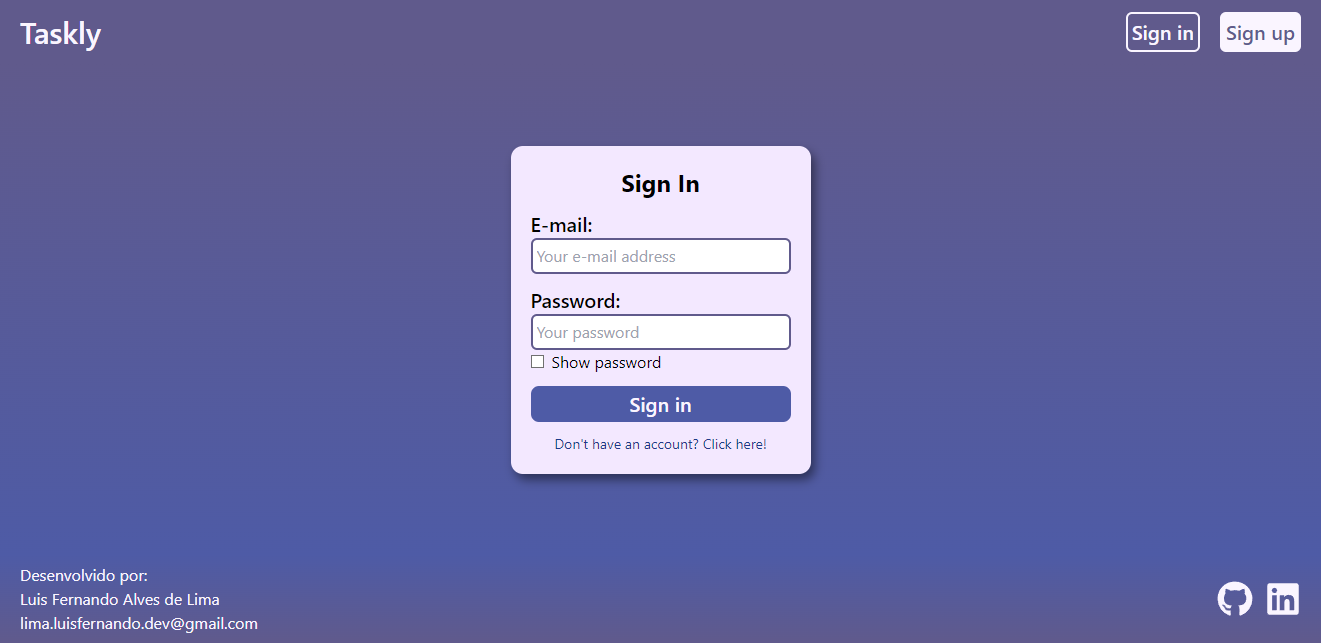 Taskly
Sign in
Sign up
Sign In
E-mail:
Your e-mail address
Password:
Your password
Show password
Sign in
Don't have an account? Click here!
Desenvolvido por:
Luis Fernando Alves de Lima
lima.luisfernando.dev@gmail.com
in